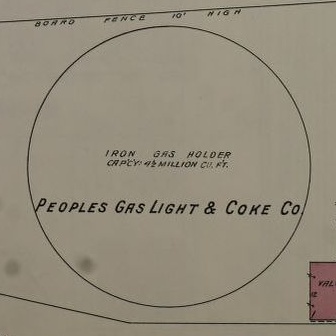 BOARD FENCE 10' HIGH
IRON GAS HOLDER
CAP'CY: 4½ MILLION CU. FT.
PEOPLES GAS LIGHT & COKE CO.
12